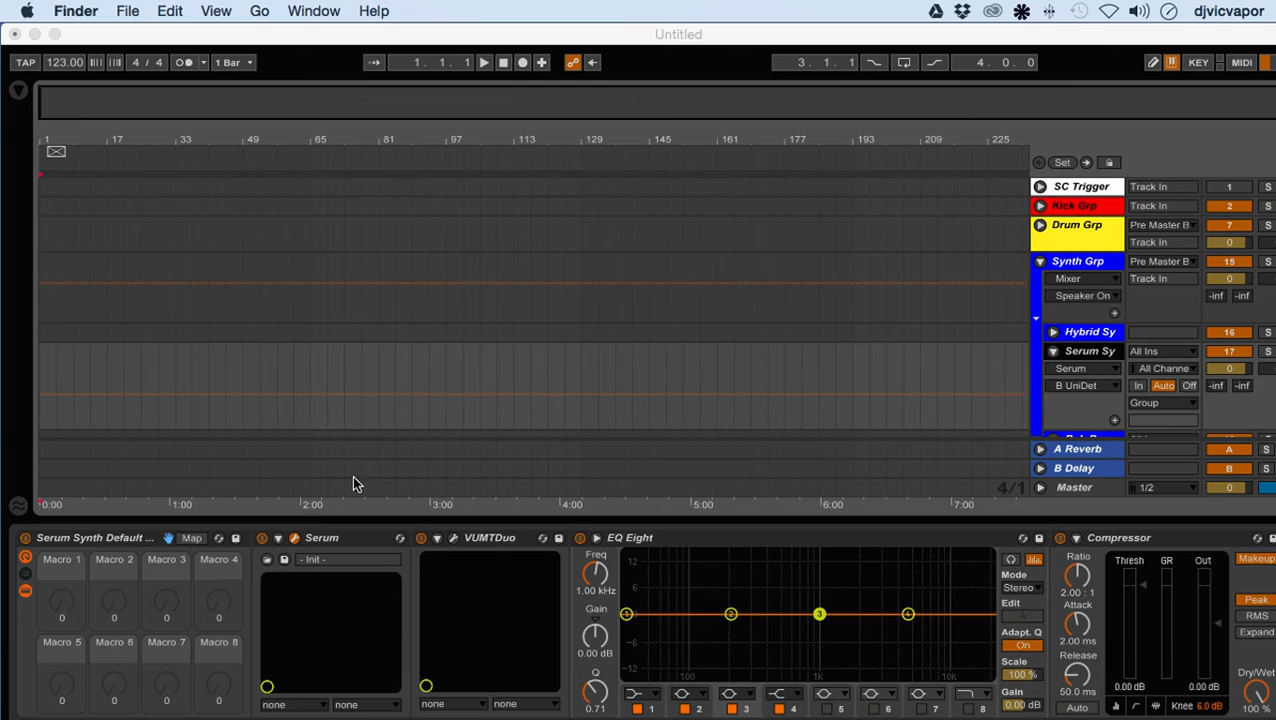 Finder File Edit View Go Window Help djvicvapor
Untitled
TAP 123.00 4 / 4 1 Bar 1. 1. 1 3. 1. 1 4. 0. 0 KEY MIDI
1 17 33 49 65 81 97 113 129 145 161 177 193 209 225
Set
SC Trigger Track In 1 S
Kick Grp Track In 2 S
Drum Grp Pre Master B 7 S
Track In 0
Synth Grp Pre Master B 15 S
Mixer Track In 0
Speaker On -inf -inf
Hybrid Sy 16 S
Serum Sy All Ins 17 S
Serum All Channe 0
B UniDet In Auto Off -inf -inf
Group
A Reverb A S
B Delay B S
4/1 Master 1/2 0
0:00 1:00 2:00 3:00 4:00 5:00 6:00 7:00
Serum Synth Default ... Map
Macro 1 Macro 2 Macro 3 Macro 4
0 0 0 0
Macro 5 Macro 6 Macro 7 Macro 8
0 0 0 0
Serum
- Init -
none none
VUMTDuo
none none
EQ Eight
Freq
1.00 kHz
Gain
0.00 dB
Q
0.71
12
6
1 2 3 4
-6
-12
100 1K 10K
1 2 3 4 5 6 7 8
Mode
Stereo
Edit
A
Adapt. Q
On
Scale
100 %
Gain
0.00 dB
Compressor
Ratio
2.00 : 1
Attack
2.00 ms
Release
50.0 ms
Auto
Thresh GR Out
0.00 dB 0.00 dB
Knee 6.0 dB
Makeup
Peak
RMS
Expand
Dry/Wet
100 %